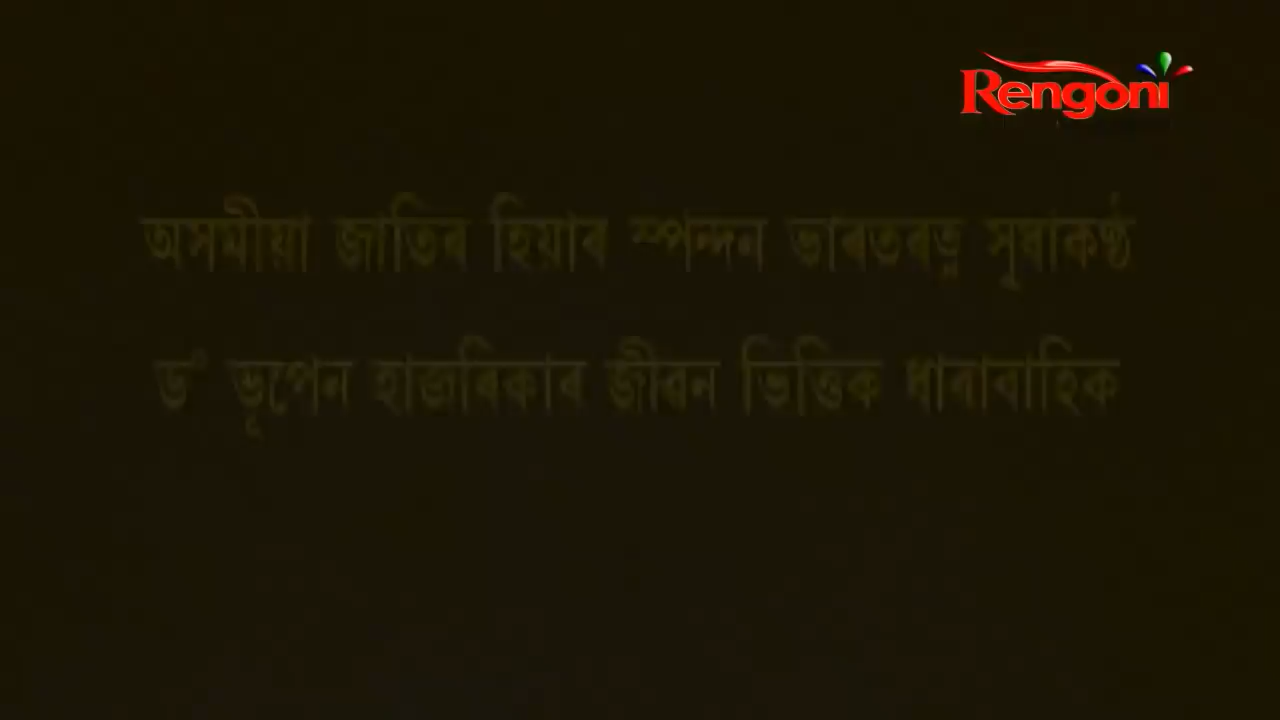 Rengoni
অসমীয়া জাতিৰ হিয়াৰ স্পন্দন ভাৰতৰত্ন সুধাকণ্ঠ
ড° ভূপেন হাজৰিকাৰ জীৱন ভিত্তিক ধাৰাবাহিক